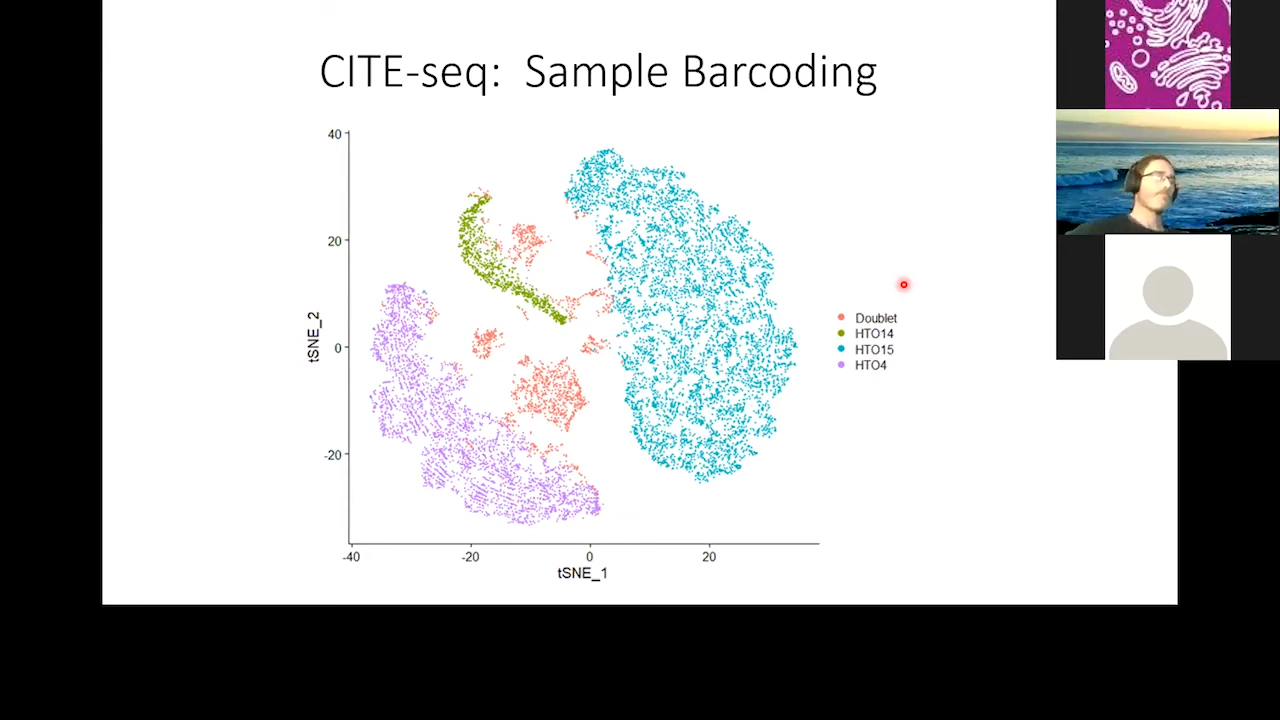 CITE-seq: Sample Barcoding
40
20
0
-20
tSNE_2
-40
-20
0
20
tSNE_1
Doublet
HTO14
HTO15
HTO4